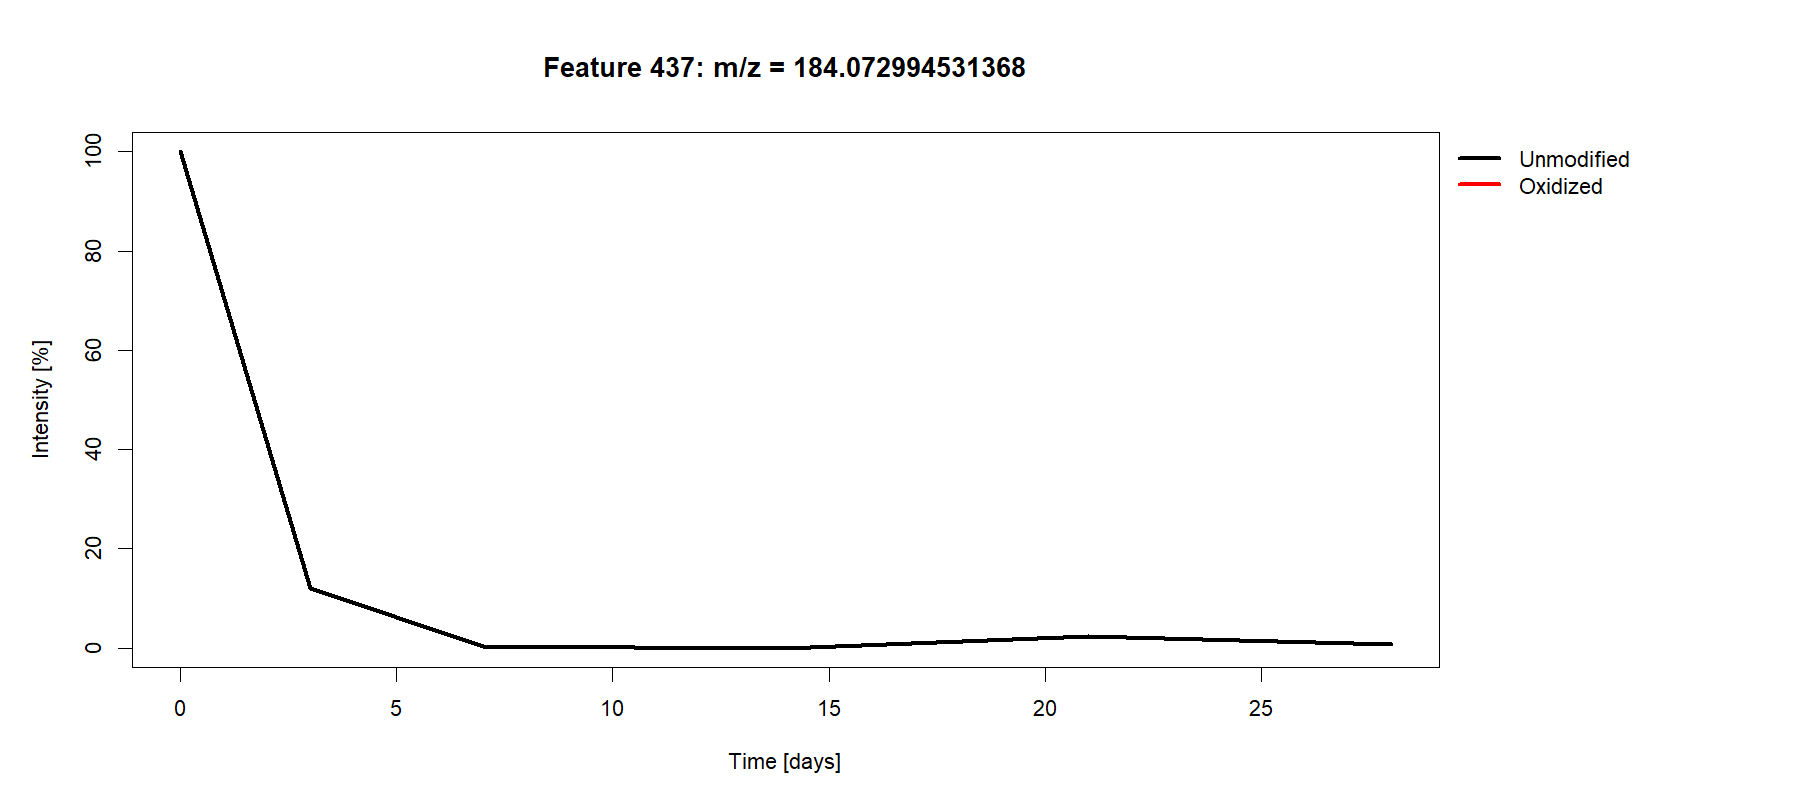 Feature 437: m/z = 184.072994531368
Unmodified
Oxidized
Intensity [%]
100
80
60
40
20
0
0 5 10 15 20 25
Time [days]